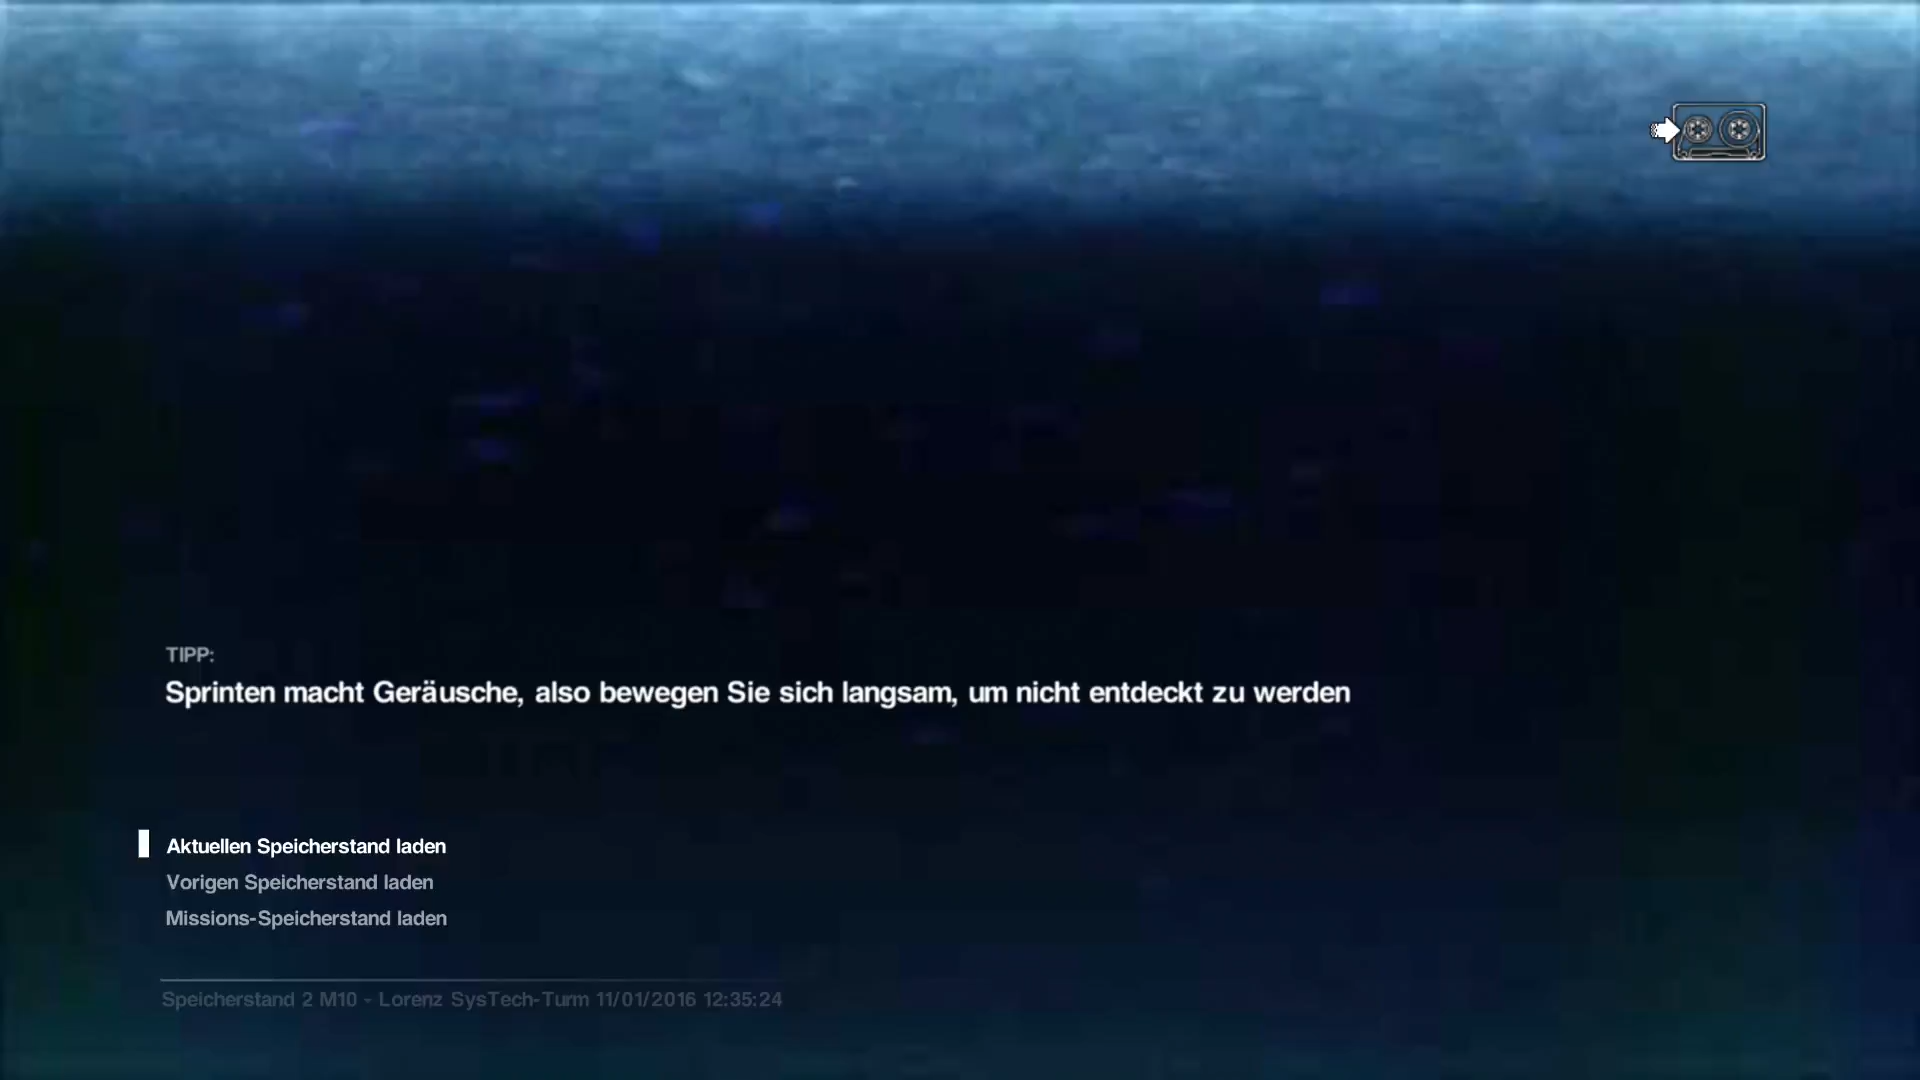 TIPP:
Sprinten macht Geräusche, also bewegen Sie sich langsam, um nicht entdeckt zu werden
Aktuellen Speicherstand laden
Vorigen Speicherstand laden
Missions-Speicherstand laden
Speicherstand 2 M10 - Lorenz SysTech-Turm 11/01/2016 12:35:24